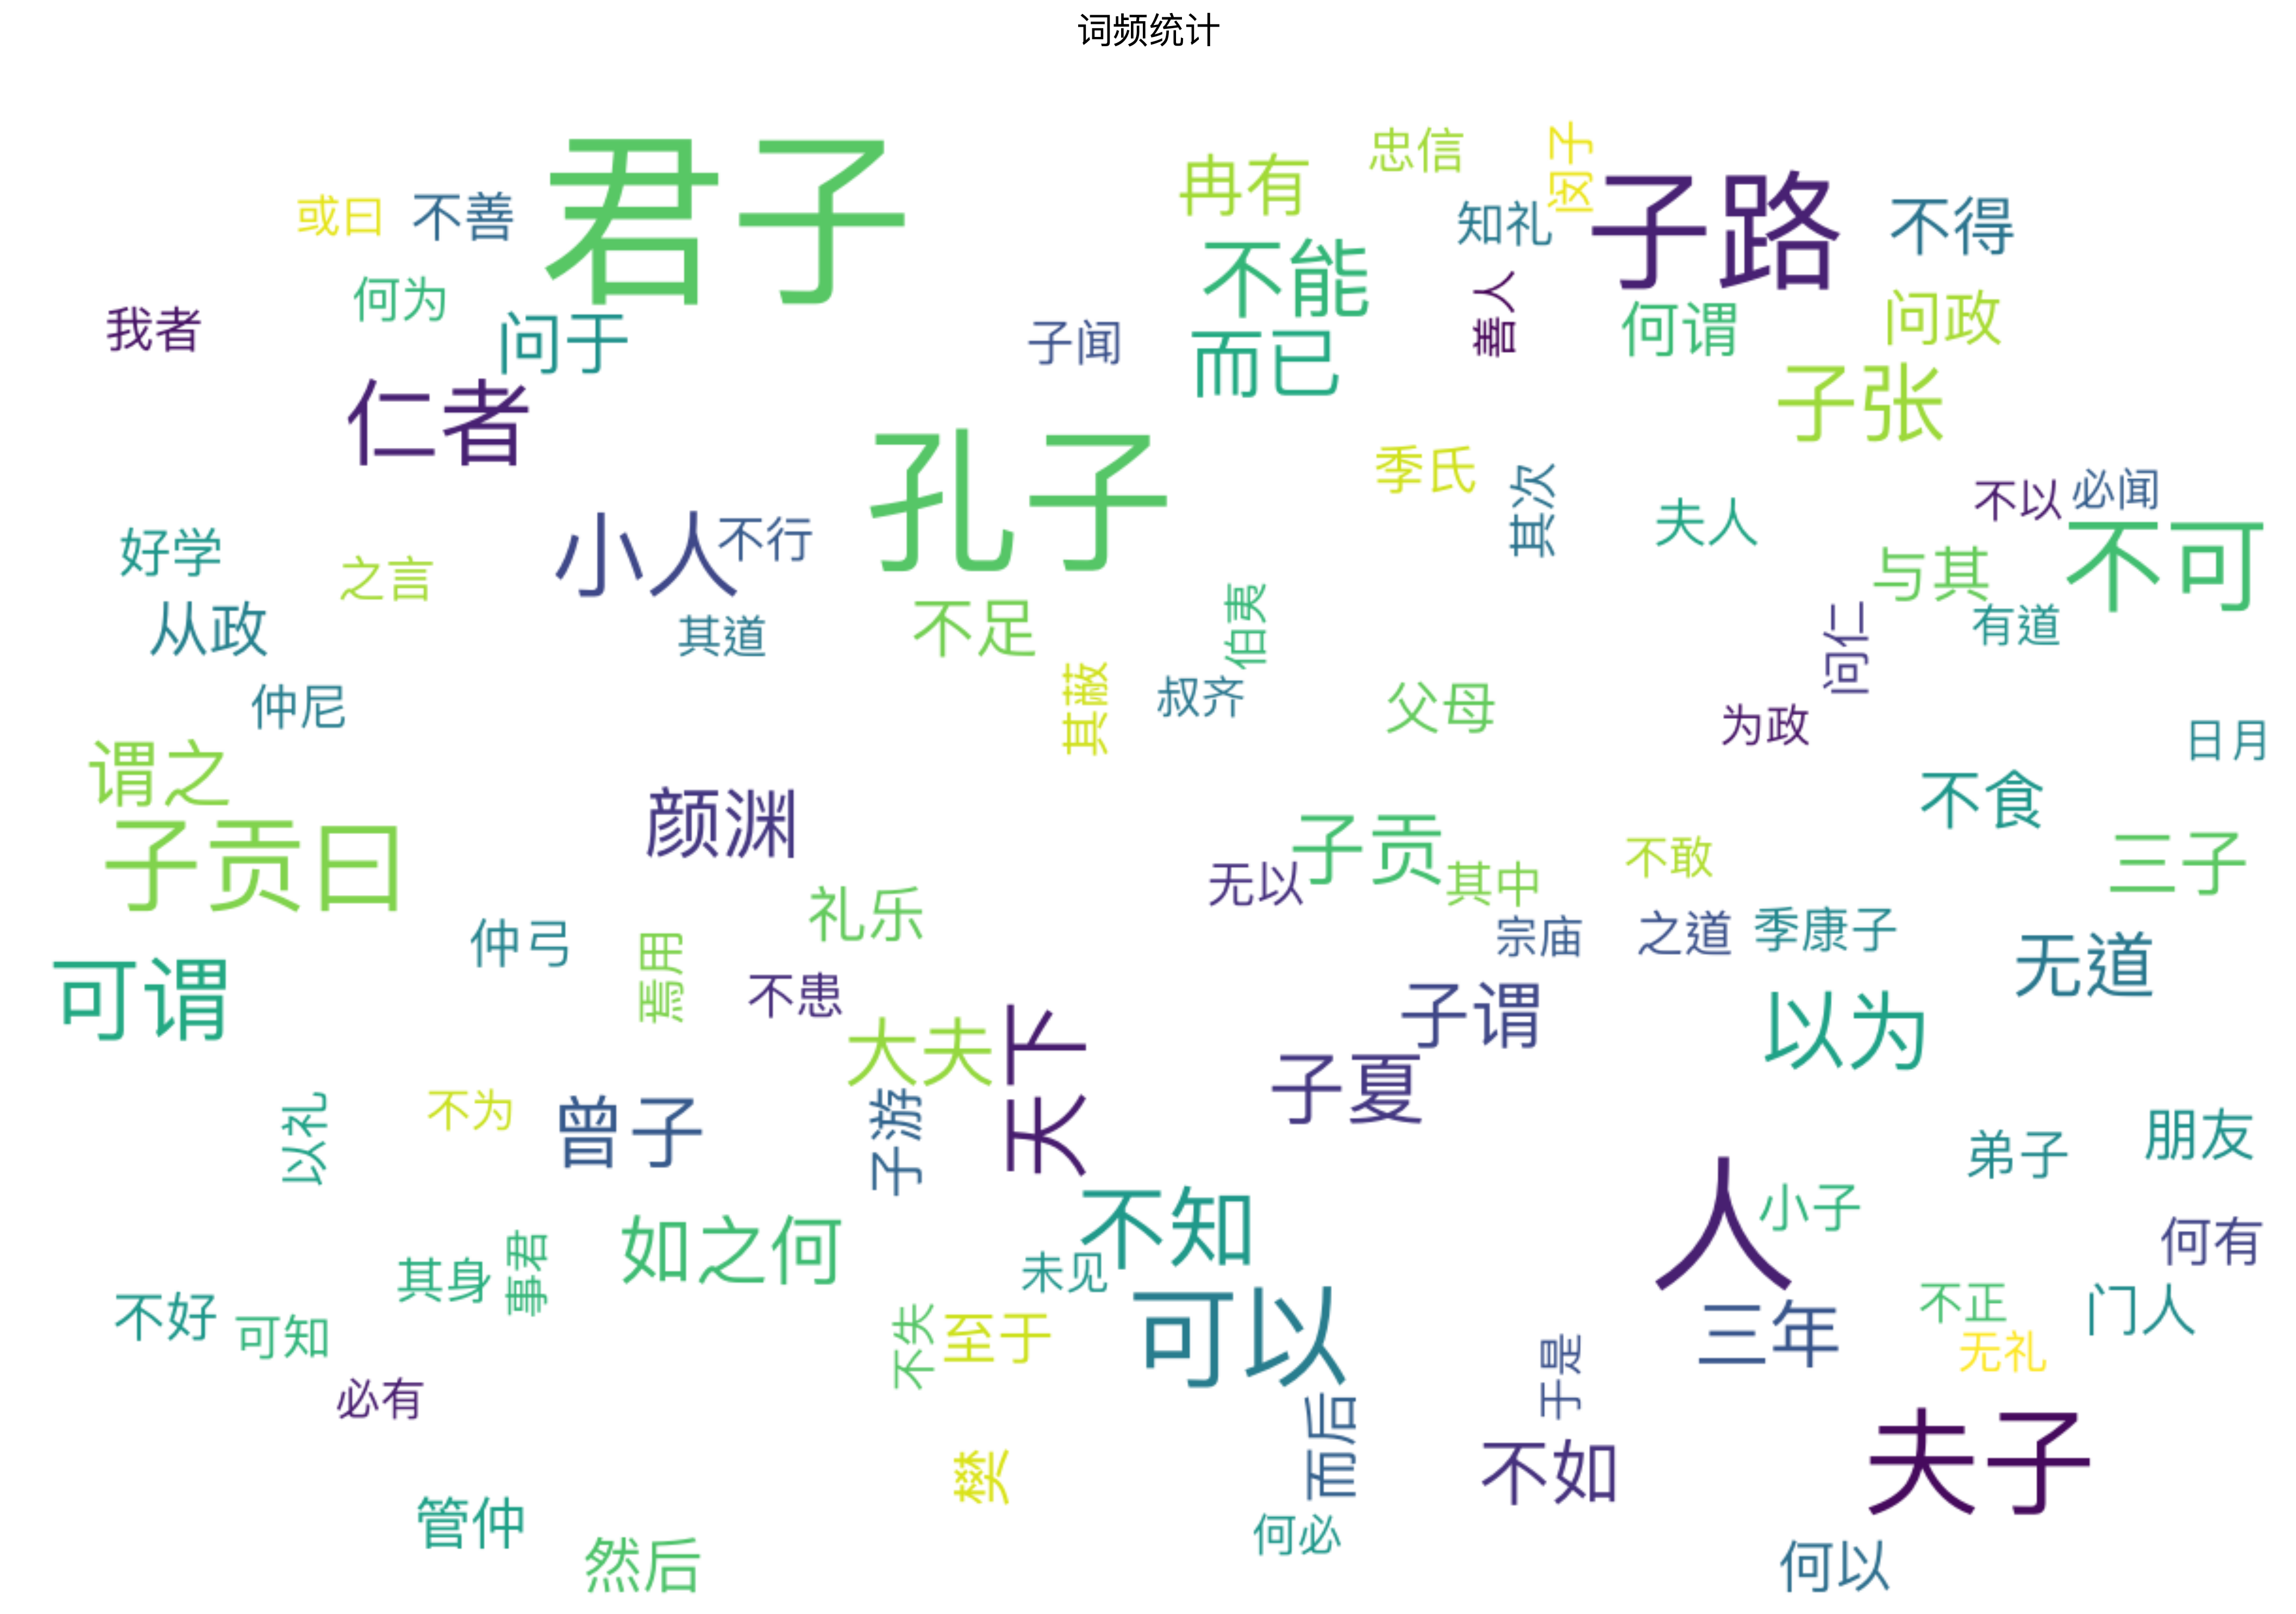 词频统计
君子
冉有
忠信
闵子
子路
或曰
不善
知礼
不得
不能
何为
善人
我者
问于
子闻
而已
何谓
问政
仁者
子张
孔子
季氏
其次
不以
必闻
好学
之言
小人
不行
夫人
与其
不可
从政
其道
不足
伯夷
问仁
有道
仲尼
其蔽
叔齐
父母
为政
日月
谓之
颜渊
不食
子贡曰
子贡
无以
其中
不敢
三子
仲弓
焉用
礼乐
宗庙
之道
季康子
无道
可谓
不患
大夫
天下
子谓
以为
以礼
不为
曾子
子游
子夏
弟子
朋友
人
小子
如之何
不知
未见
何有
其身
事君
不好
可知
不失
至于
可以
三年
不正
无礼
门人
必有
于是
而后
樊
不如
夫子
管仲
然后
何必
何以